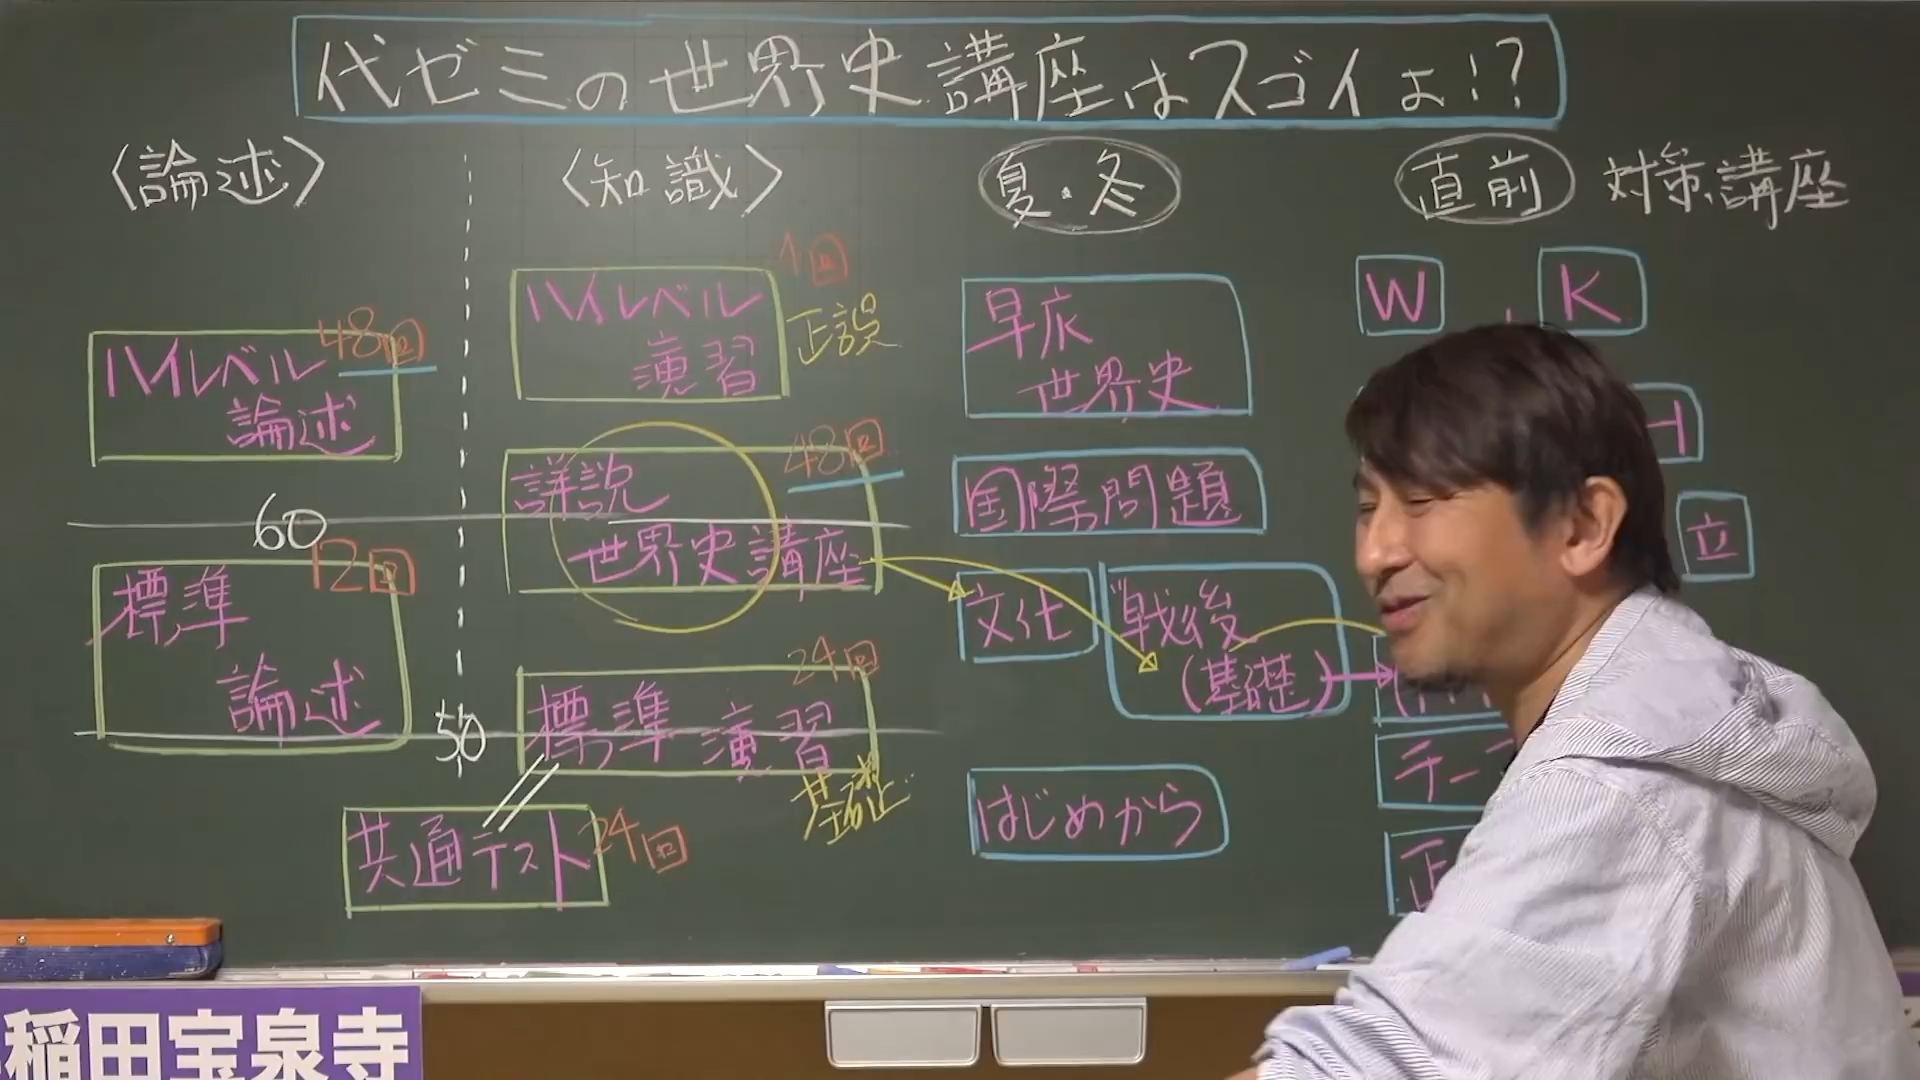 代ゼミの世界史講座はスゴイよ!?
〈論述〉
48回
ハイレベル
論述
60
12回
標準
論述
〈知識〉
4回
ハイレベル
演習
正誤
48回
詳説
世界史講座
24回
標準演習
基礎
50
共通テスト
24回
夏・冬
早慶
世界史
国際問題
文化
戦後
(基礎)
はじめから
直前 対策講座
W
K
立
テー
正
稲田宝泉寺